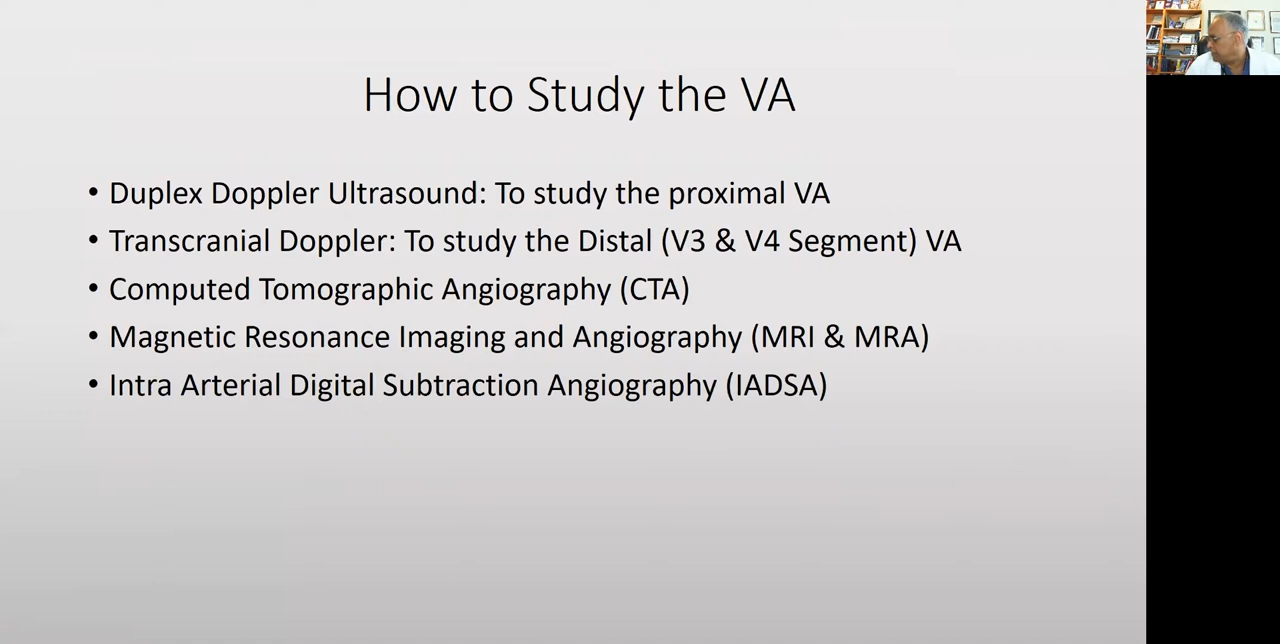 How to Study the VA
• Duplex Doppler Ultrasound: To study the proximal VA
• Transcranial Doppler: To study the Distal (V3 & V4 Segment) VA
• Computed Tomographic Angiography (CTA)
• Magnetic Resonance Imaging and Angiography (MRI & MRA)
• Intra Arterial Digital Subtraction Angiography (IADSA)